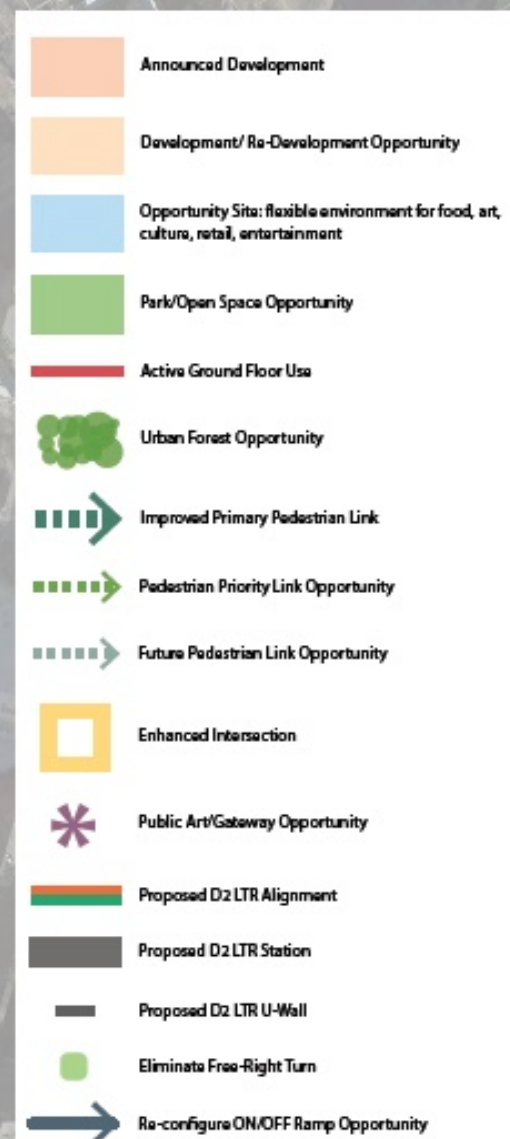 Announced Development
Development/ Re-Development Opportunity
Opportunity Site: flexible environment for food, art,
culture, retail, entertainment
Park/Open Space Opportunity
Active Ground Floor Use
Urban Forest Opportunity
Improved Primary Pedestrian Link
Pedestrian Priority Link Opportunity
Future Pedestrian Link Opportunity
Enhanced Intersection
Public Art/Gateway Opportunity
Proposed D2 LTR Alignment
Proposed D2 LTR Station
Proposed D2 LTR U-Wall
Eliminate Free-Right Turn
Re-configure ON/OFF Ramp Opportunity